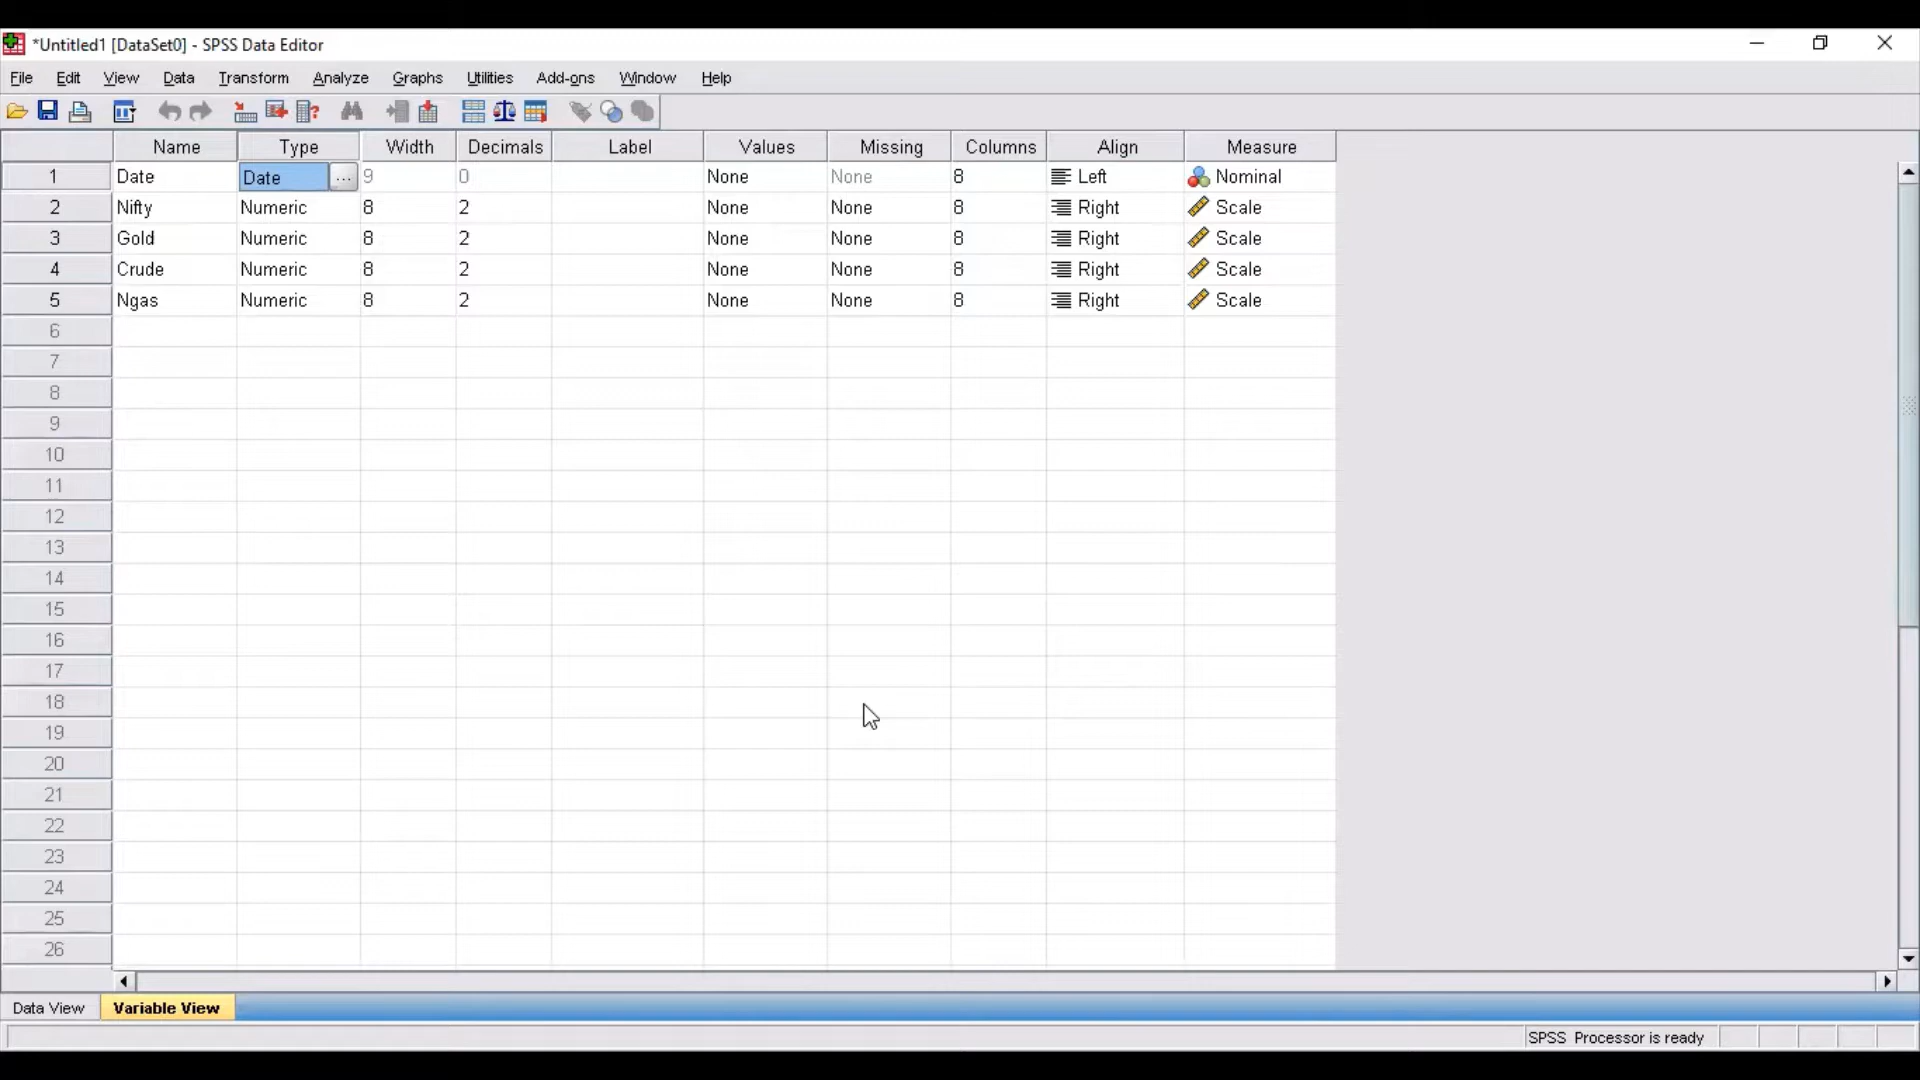 *Untitled1 [DataSet0] - SPSS Data Editor
File Edit View Data Transform Analyze Graphs Utilities Add-ons Window Help
Name Type Width Decimals Label Values Missing Columns Align Measure
1 Date Date ... 9 0 None None 8 Left Nominal
2 Nifty Numeric 8 2 None None 8 Right Scale
3 Gold Numeric 8 2 None None 8 Right Scale
4 Crude Numeric 8 2 None None 8 Right Scale
5 Ngas Numeric 8 2 None None 8 Right Scale
6
7
8
9
10
11
12
13
14
15
16
17
18
19
20
21
22
23
24
25
26
Data View Variable View
SPSS Processor is ready